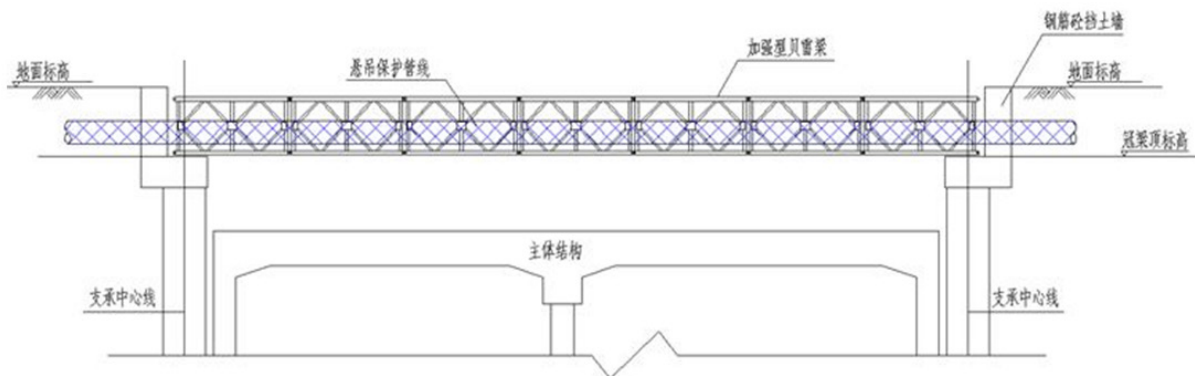 钢筋砼挡土墙
加强型贝雷梁
悬吊保护管线
地面标高
地面标高
冠梁顶标高
主体结构
支承中心线
支承中心线